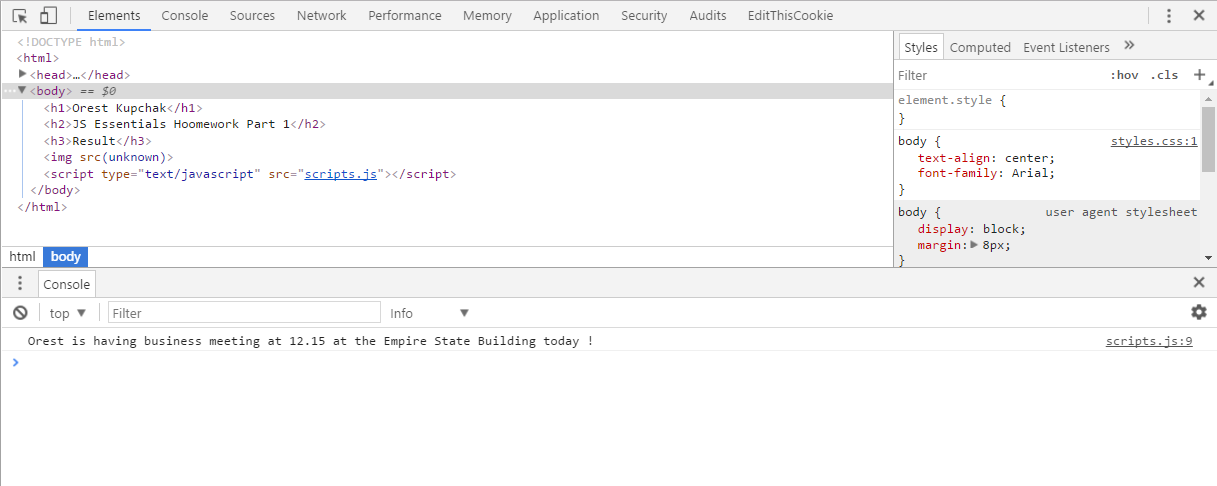 Elements Console Sources Network Performance Memory Application Security Audits EditThisCookie
<!DOCTYPE html>
<html>
<head>…</head>
<body> == $0
<h1>Orest Kupchak</h1>
<h2>JS Essentials Hoomework Part 1</h2>
<h3>Result</h3>
<img src(unknown)>
<script type="text/javascript" src="scripts.js"></script>
</body>
</html>
html body
Styles Computed Event Listeners »
Filter :hov .cls +
element.style {
}
body { styles.css:1
text-align: center;
font-family: Arial;
}
body { user agent stylesheet
display: block;
margin: 8px;
}
Console
top Filter Info
Orest is having business meeting at 12.15 at the Empire State Building today ! scripts.js:9